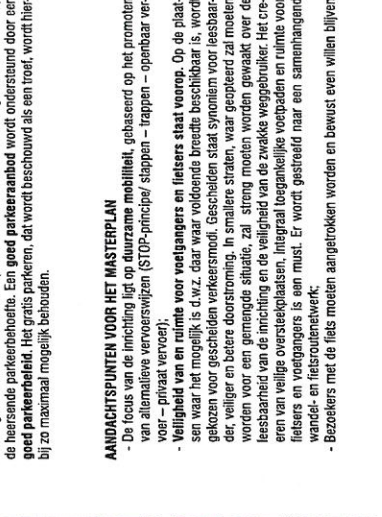 de heersende parkeerbehoefte. Een goed parkeeraanbod wordt ondersteund door een
goed parkeerbeleid. Het gratis parkeren, dat wordt beschouwd als een troef, wordt hier-
bij zo maximaal mogelijk behouden.
AANDACHTSPUNTEN VOOR HET MASTERPLAN
- De focus van de inrichting ligt op duurzame mobiliteit, gebaseerd op het promoten
van alternatieve vervoerswijzen (STOP-principe/ stappen – trappen – openbaar ver-
voer – privaat vervoer);
- Veiligheid van en ruimte voor voetgangers en fietsers staat voorop. Op de plaat-
sen waar het mogelijk is d.w.z. daar waar voldoende breedte beschikbaar is, wordt
gekozen voor gescheiden verkeersmodi. Gescheiden staat synoniem voor leesbaar-
der, veiliger en betere doorstroming. In smallere straten, waar geopteerd zal moeten
worden voor een gemengde situatie, zal streng moeten worden gewaakt over de
leesbaarheid van de inrichting en de veiligheid van de zwakke weggebruiker. Het cre-
eren van veilige oversteekplaatsen, integraal toegankelijke voetpaden en ruimte voor
fietsers en voetgangers is een must. Er wordt gestreefd naar een samenhangend
wandel- en fietsroutenetwerk;
- Bezoekers met de fiets moeten aangetrokken worden en bewust even willen blijven